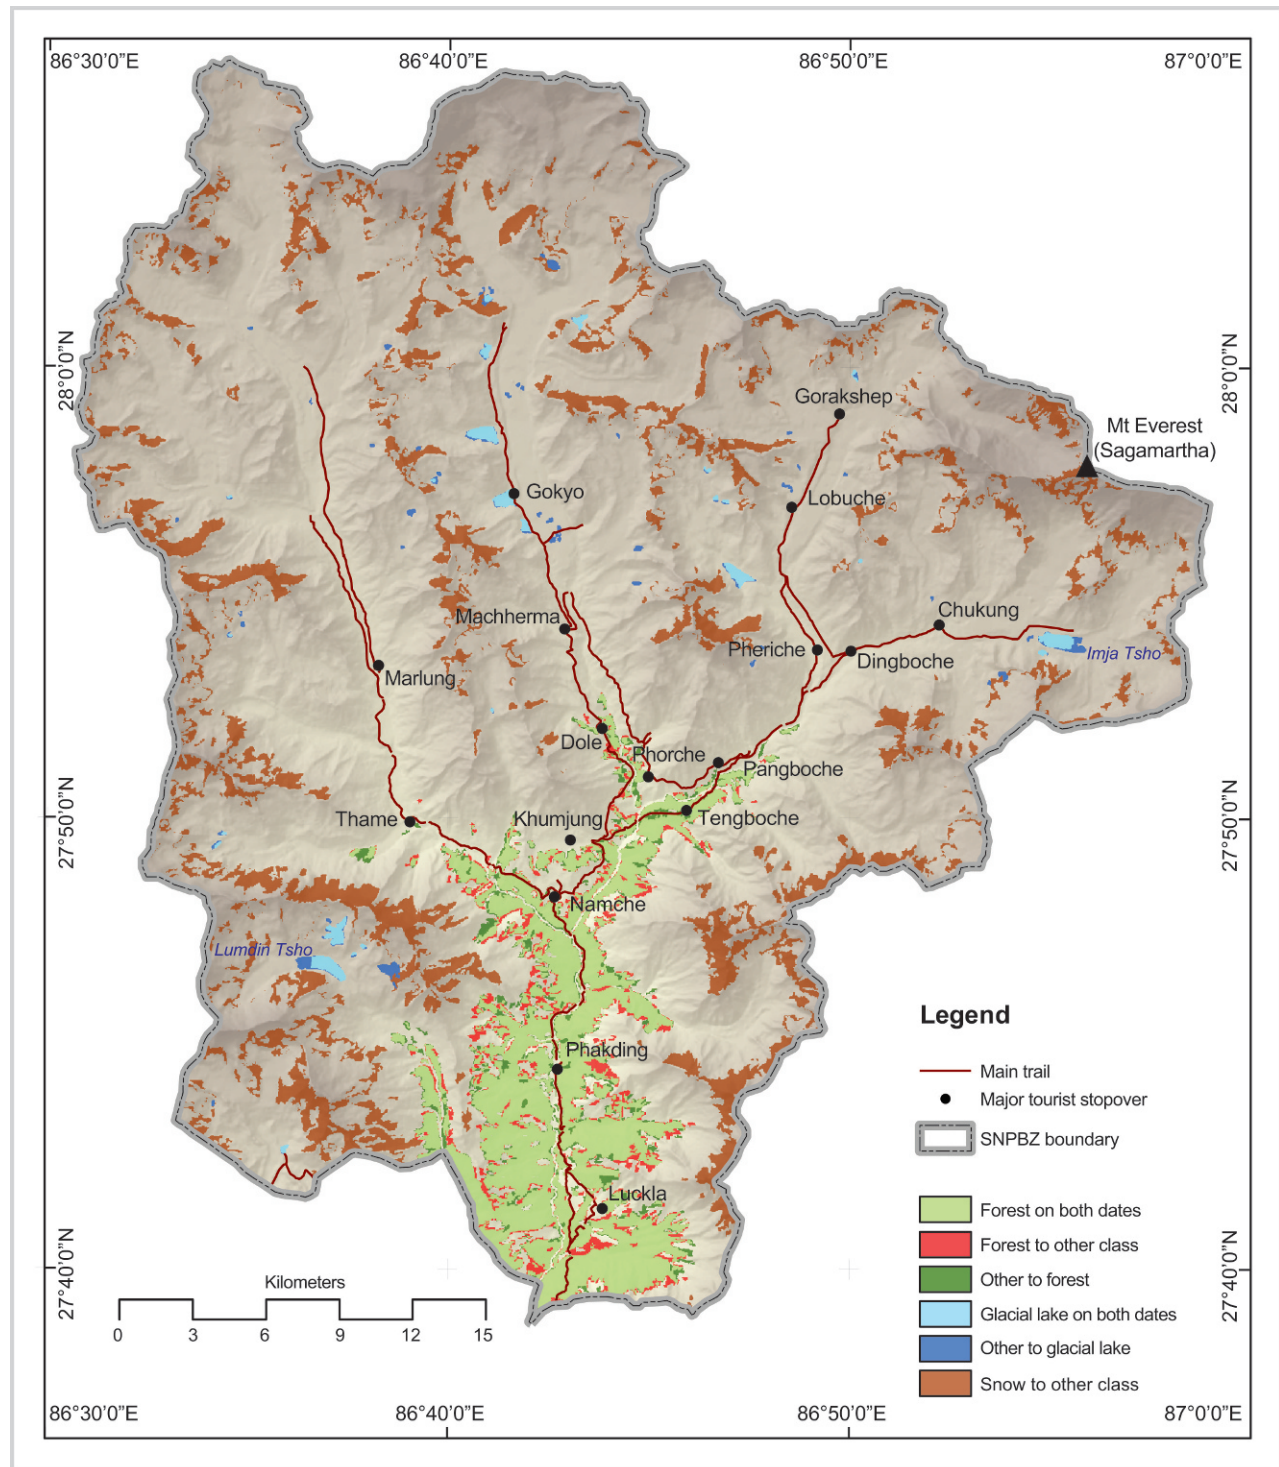 86°30'0"E
86°40'0"E
86°50'0"E
87°0'0"E
28°0'0"N
28°0'0"N
Gorakshep
Mt Everest
(Sagamartha)
Gokyo
Lobuche
Machherma
Chukung
Pheriche
Dingboche
Imja Tsho
Marlung
Dole
Phorche
Pangboche
Thame
Khumjung
Tengboche
27°50'0"N
27°50'0"N
Namche
Lumdin Tsho
Phakding
Luckla
Legend
Main trail
Major tourist stopover
SNPBZ boundary
Forest on both dates
Forest to other class
Other to forest
Glacial lake on both dates
Other to glacial lake
Snow to other class
27°40'0"N
27°40'0"N
Kilometers
0 3 6 9 12 15
86°30'0"E
86°40'0"E
86°50'0"E
87°0'0"E